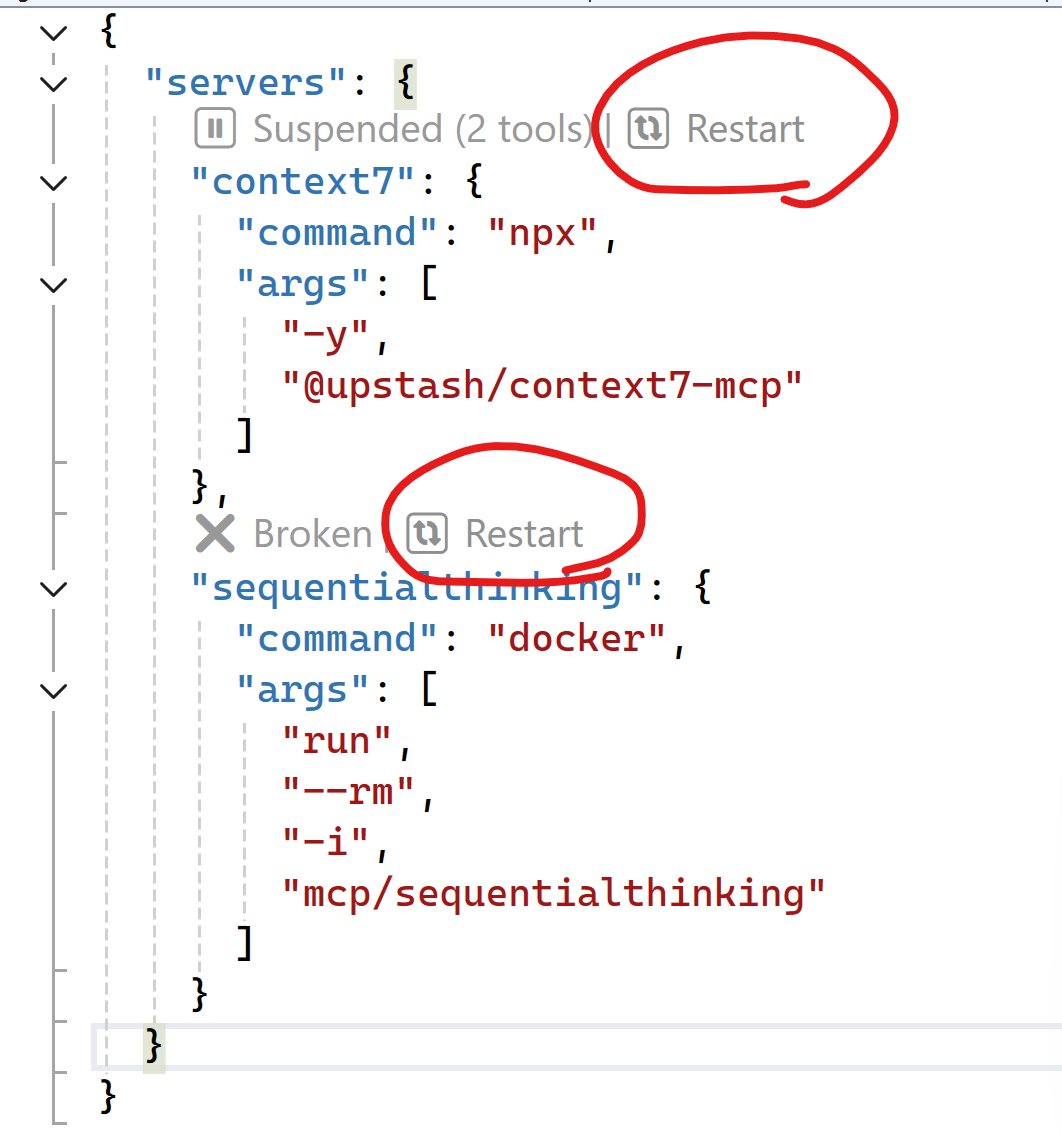 {
"servers": {
Suspended (2 tools) | Restart
"context7": {
"command": "npx",
"args": [
"-y",
"@upstash/context7-mcp"
]
},
Broken | Restart
"sequentialthinking": {
"command": "docker",
"args": [
"run",
"--rm",
"-i",
"mcp/sequentialthinking"
]
}
}
}